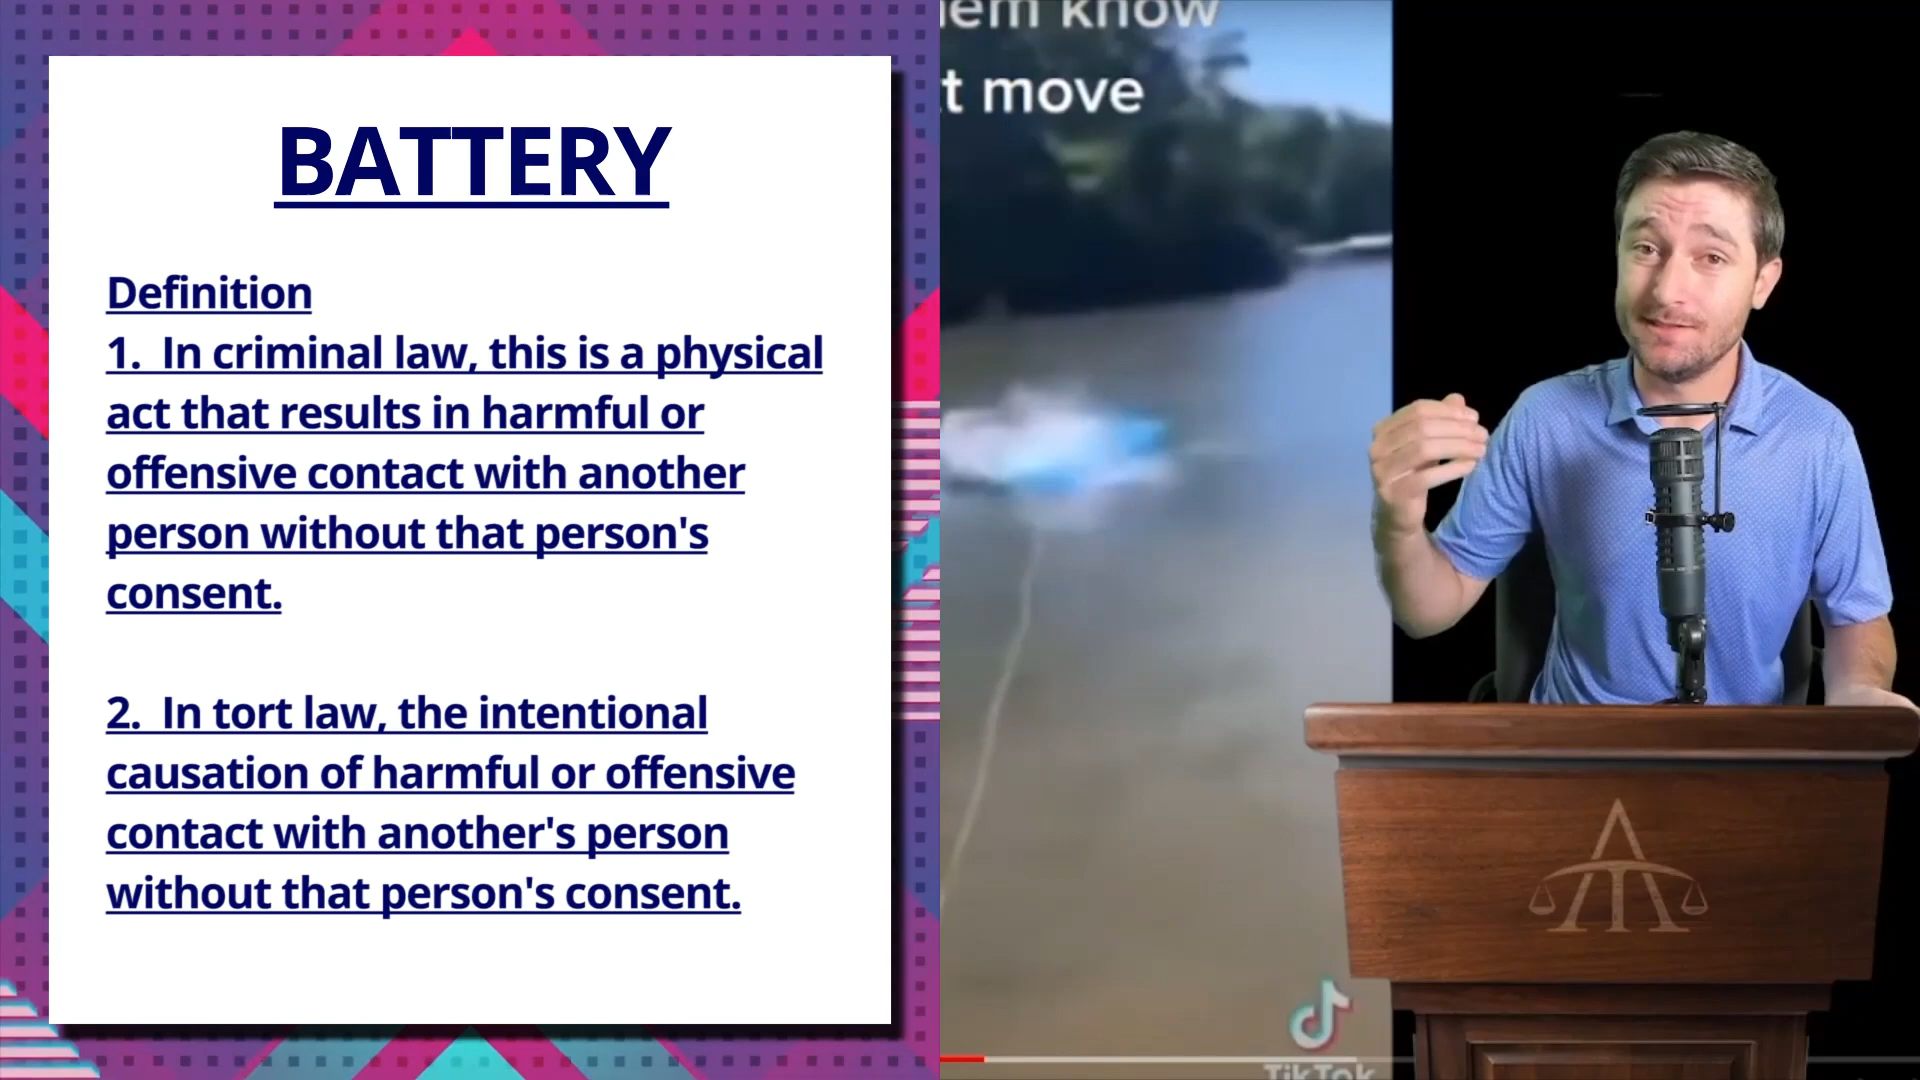 BATTERY
Definition
1. In criminal law, this is a physical
act that results in harmful or
offensive contact with another
person without that person's
consent.
2. In tort law, the intentional
causation of harmful or offensive
contact with another's person
without that person's consent.
know
move
TikTok